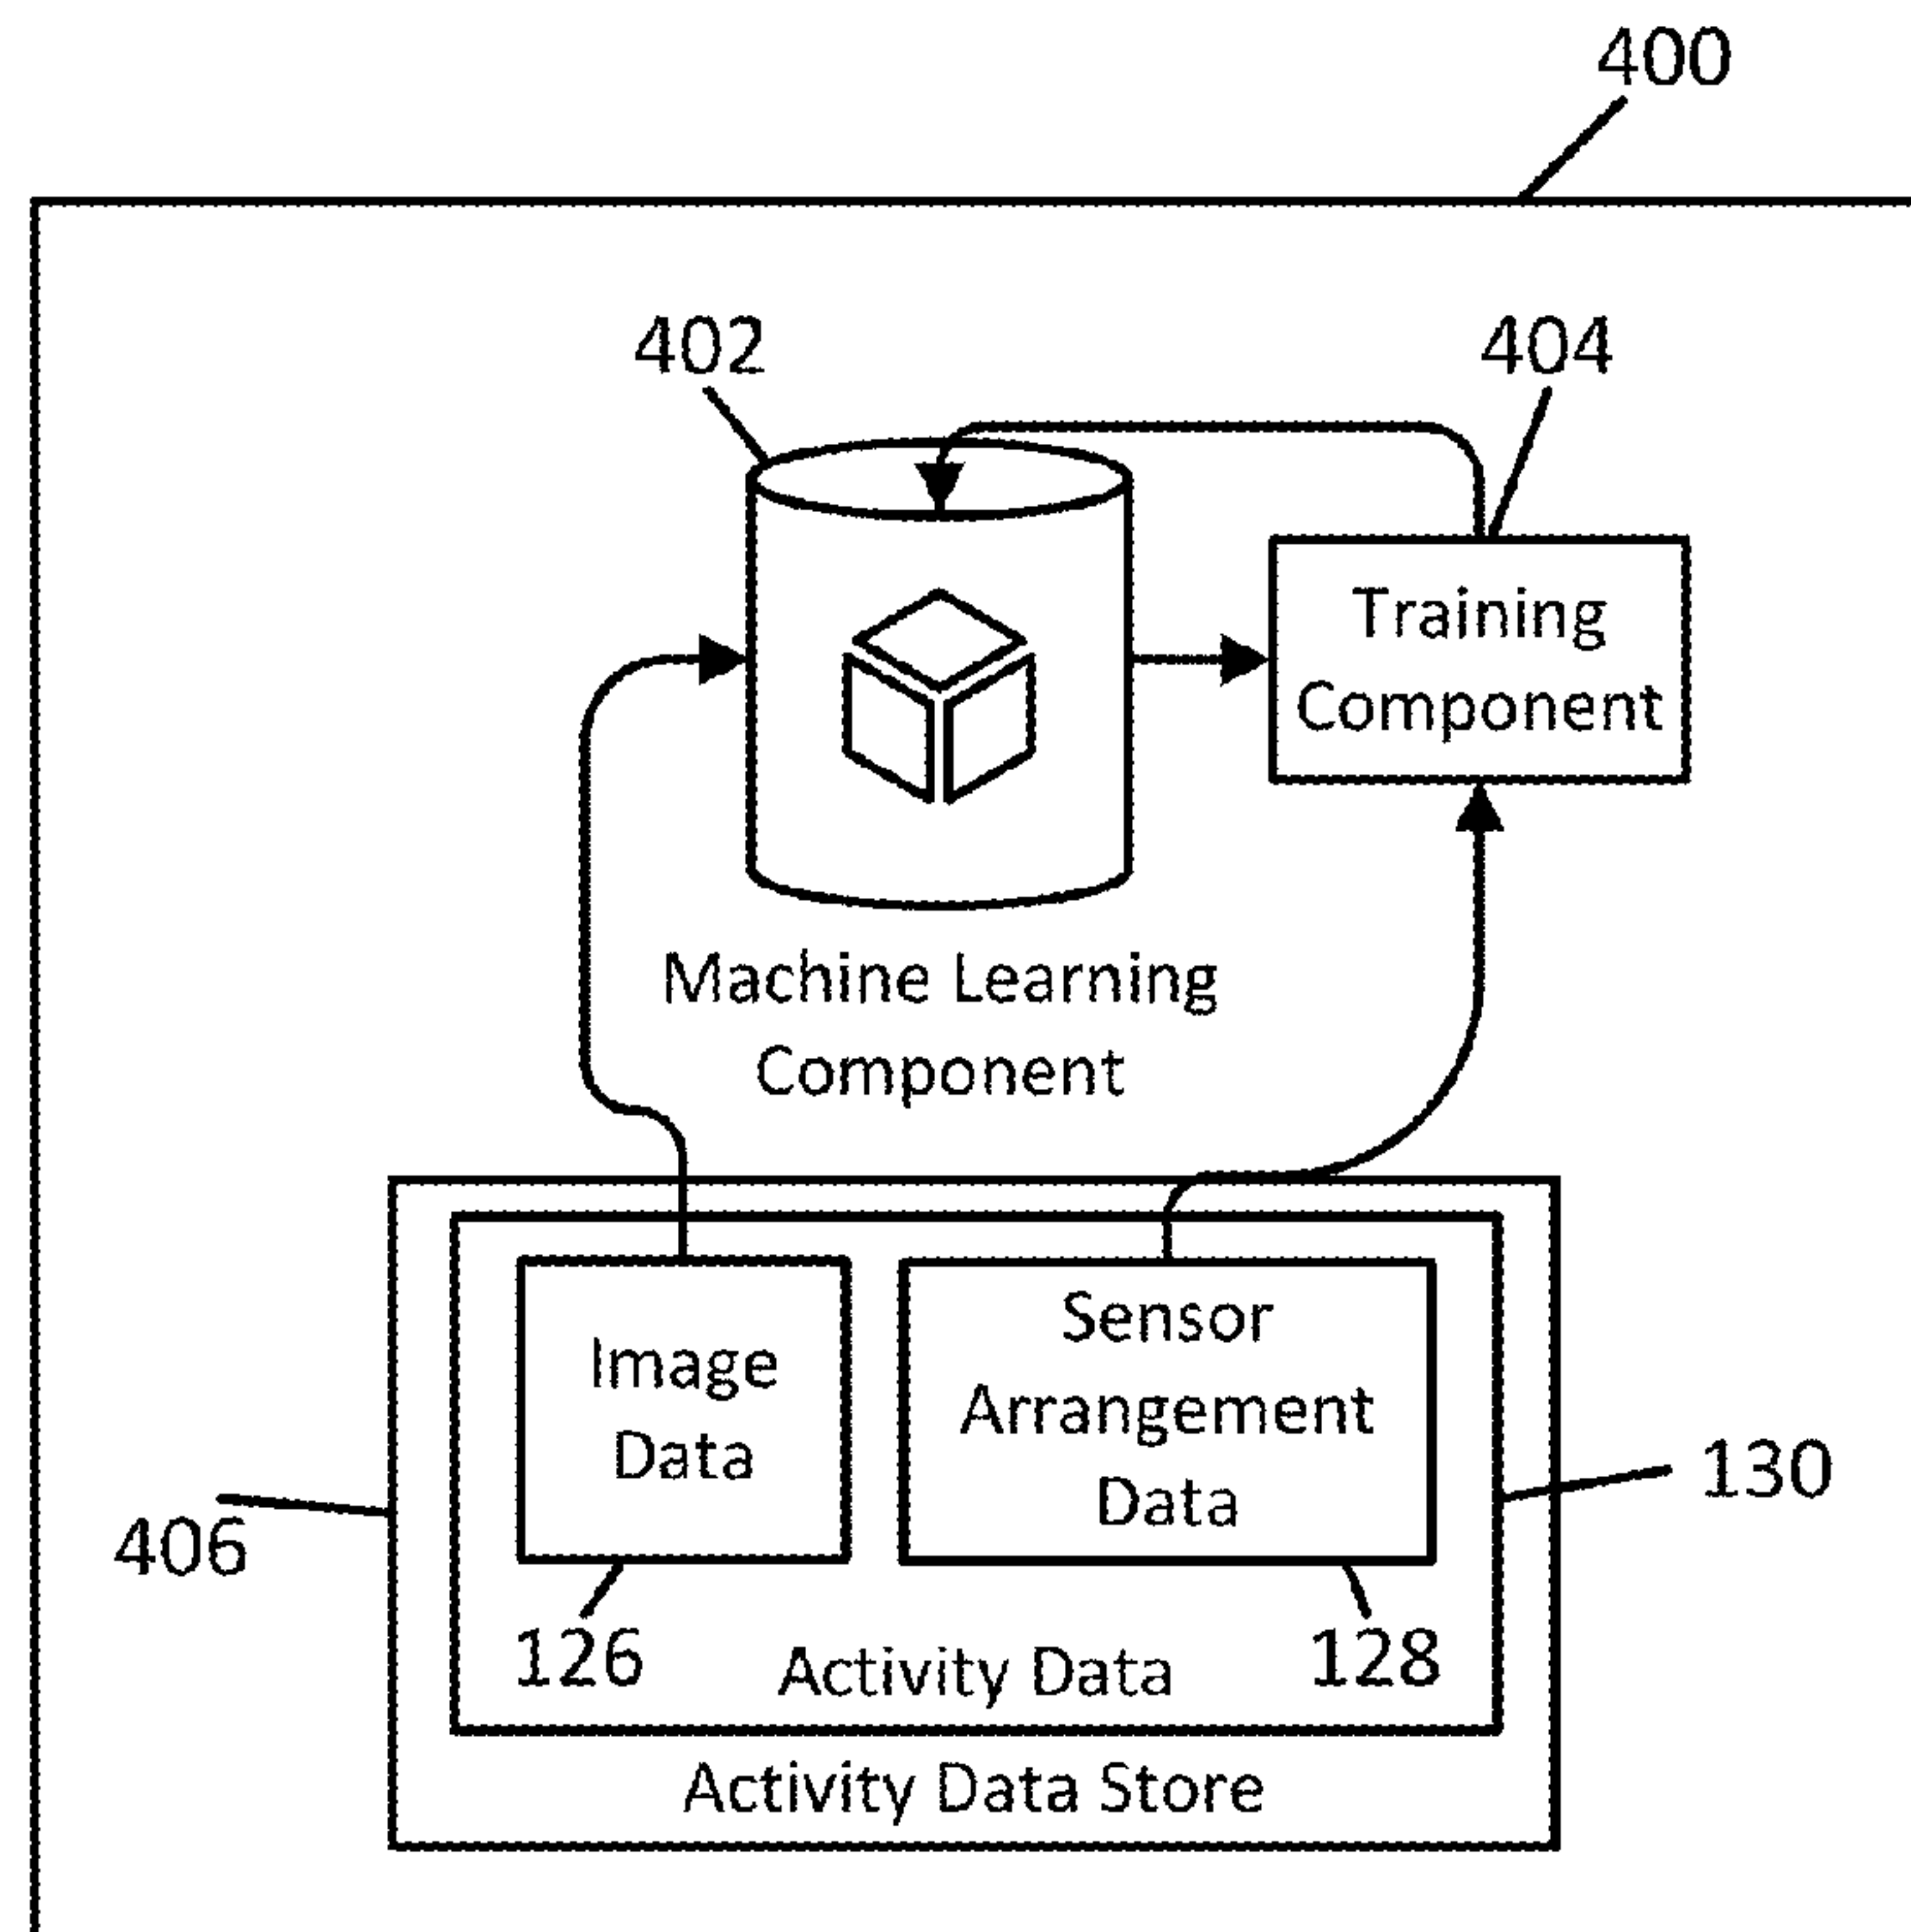 400
402
404
Training
Component
Machine Learning
Component
Image
Data
Sensor
Arrangement
Data
130
406
126
128
Activity Data
Activity Data Store